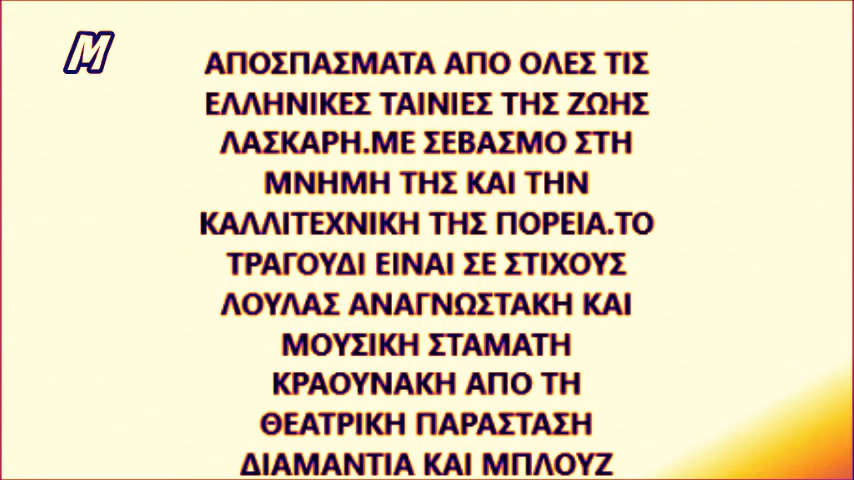 M
ΑΠΟΣΠΑΣΜΑΤΑ ΑΠΟ ΟΛΕΣ ΤΙΣ
ΕΛΛΗΝΙΚΕΣ ΤΑΙΝΙΕΣ ΤΗΣ ΖΩΗΣ
ΛΑΣΚΑΡΗ.ΜΕ ΣΕΒΑΣΜΟ ΣΤΗ
ΜΝΗΜΗ ΤΗΣ ΚΑΙ ΤΗΝ
ΚΑΛΛΙΤΕΧΝΙΚΗ ΤΗΣ ΠΟΡΕΙΑ.ΤΟ
ΤΡΑΓΟΥΔΙ ΕΙΝΑΙ ΣΕ ΣΤΙΧΟΥΣ
ΛΟΥΛΑΣ ΑΝΑΓΝΩΣΤΑΚΗ ΚΑΙ
ΜΟΥΣΙΚΗ ΣΤΑΜΑΤΗ
ΚΡΑΟΥΝΑΚΗ ΑΠΟ ΤΗ
ΘΕΑΤΡΙΚΗ ΠΑΡΑΣΤΑΣΗ
ΔΙΑΜΑΝΤΙΑ ΚΑΙ ΜΠΛΟΥΖ